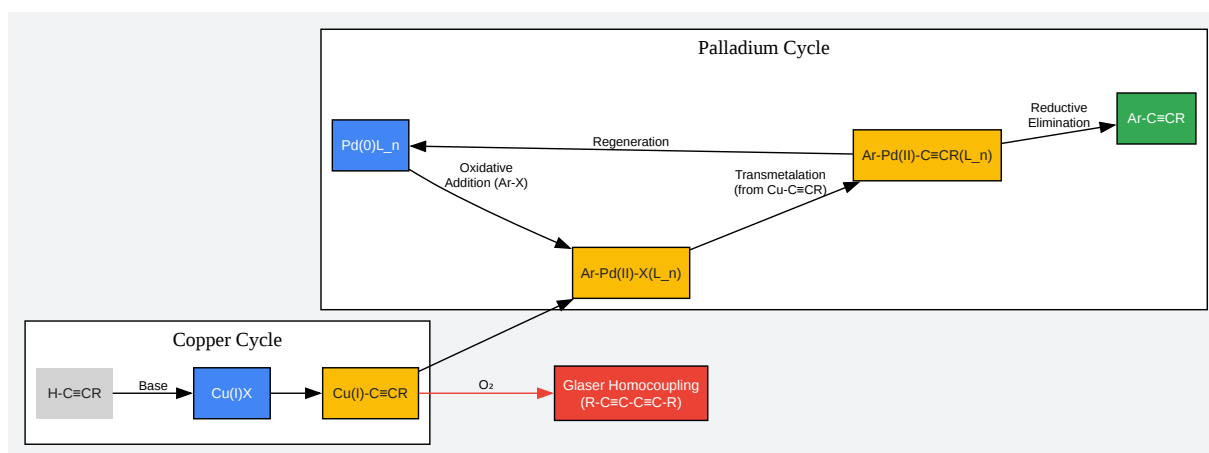 Palladium Cycle
Pd(0)L_n
Regeneration
Oxidative
Addition (Ar-X)
Transmetalation
(from Cu-C≡CR)
Ar-Pd(II)-C≡CR(L_n)
Reductive
Elimination
Ar-C≡CR
Ar-Pd(II)-X(L_n)
Copper Cycle
H-C≡CR
Base
Cu(I)X
Cu(I)-C≡CR
O₂
Glaser Homocoupling
(R-C≡C-C≡C-R)